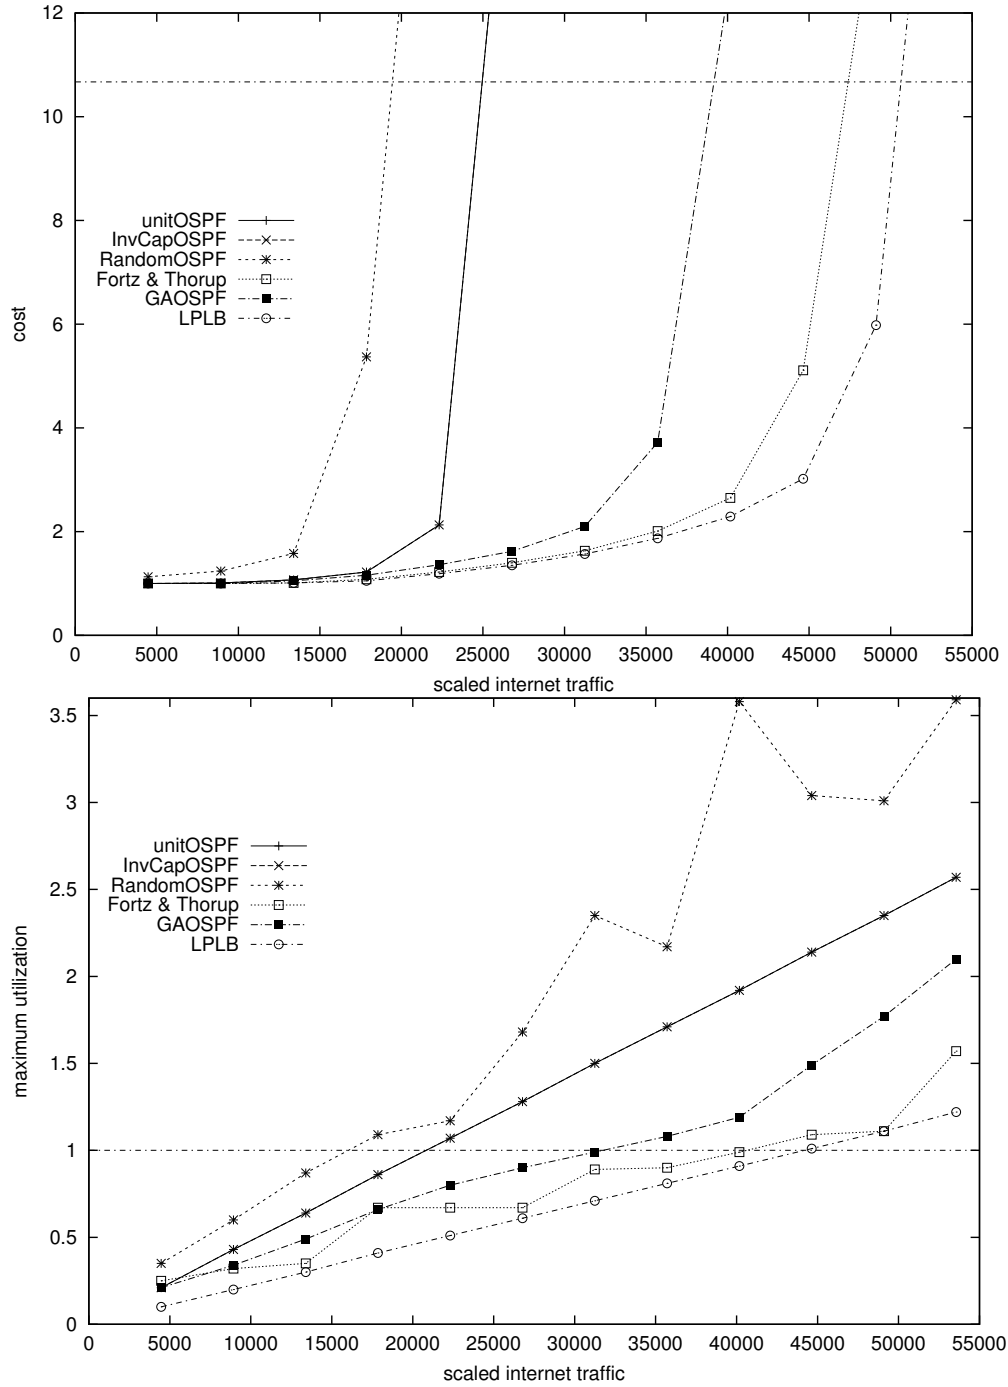 12
10
8
6
4
2
0
cost
unitOSPF
InvCapOSPF
RandomOSPF
Fortz & Thorup
GAOSPF
LPLB
0 5000 10000 15000 20000 25000 30000 35000 40000 45000 50000 55000
scaled internet traffic
3.5
3
2.5
2
1.5
1
0.5
0
maximum utilization
unitOSPF
InvCapOSPF
RandomOSPF
Fortz & Thorup
GAOSPF
LPLB
0 5000 10000 15000 20000 25000 30000 35000 40000 45000 50000 55000
scaled internet traffic